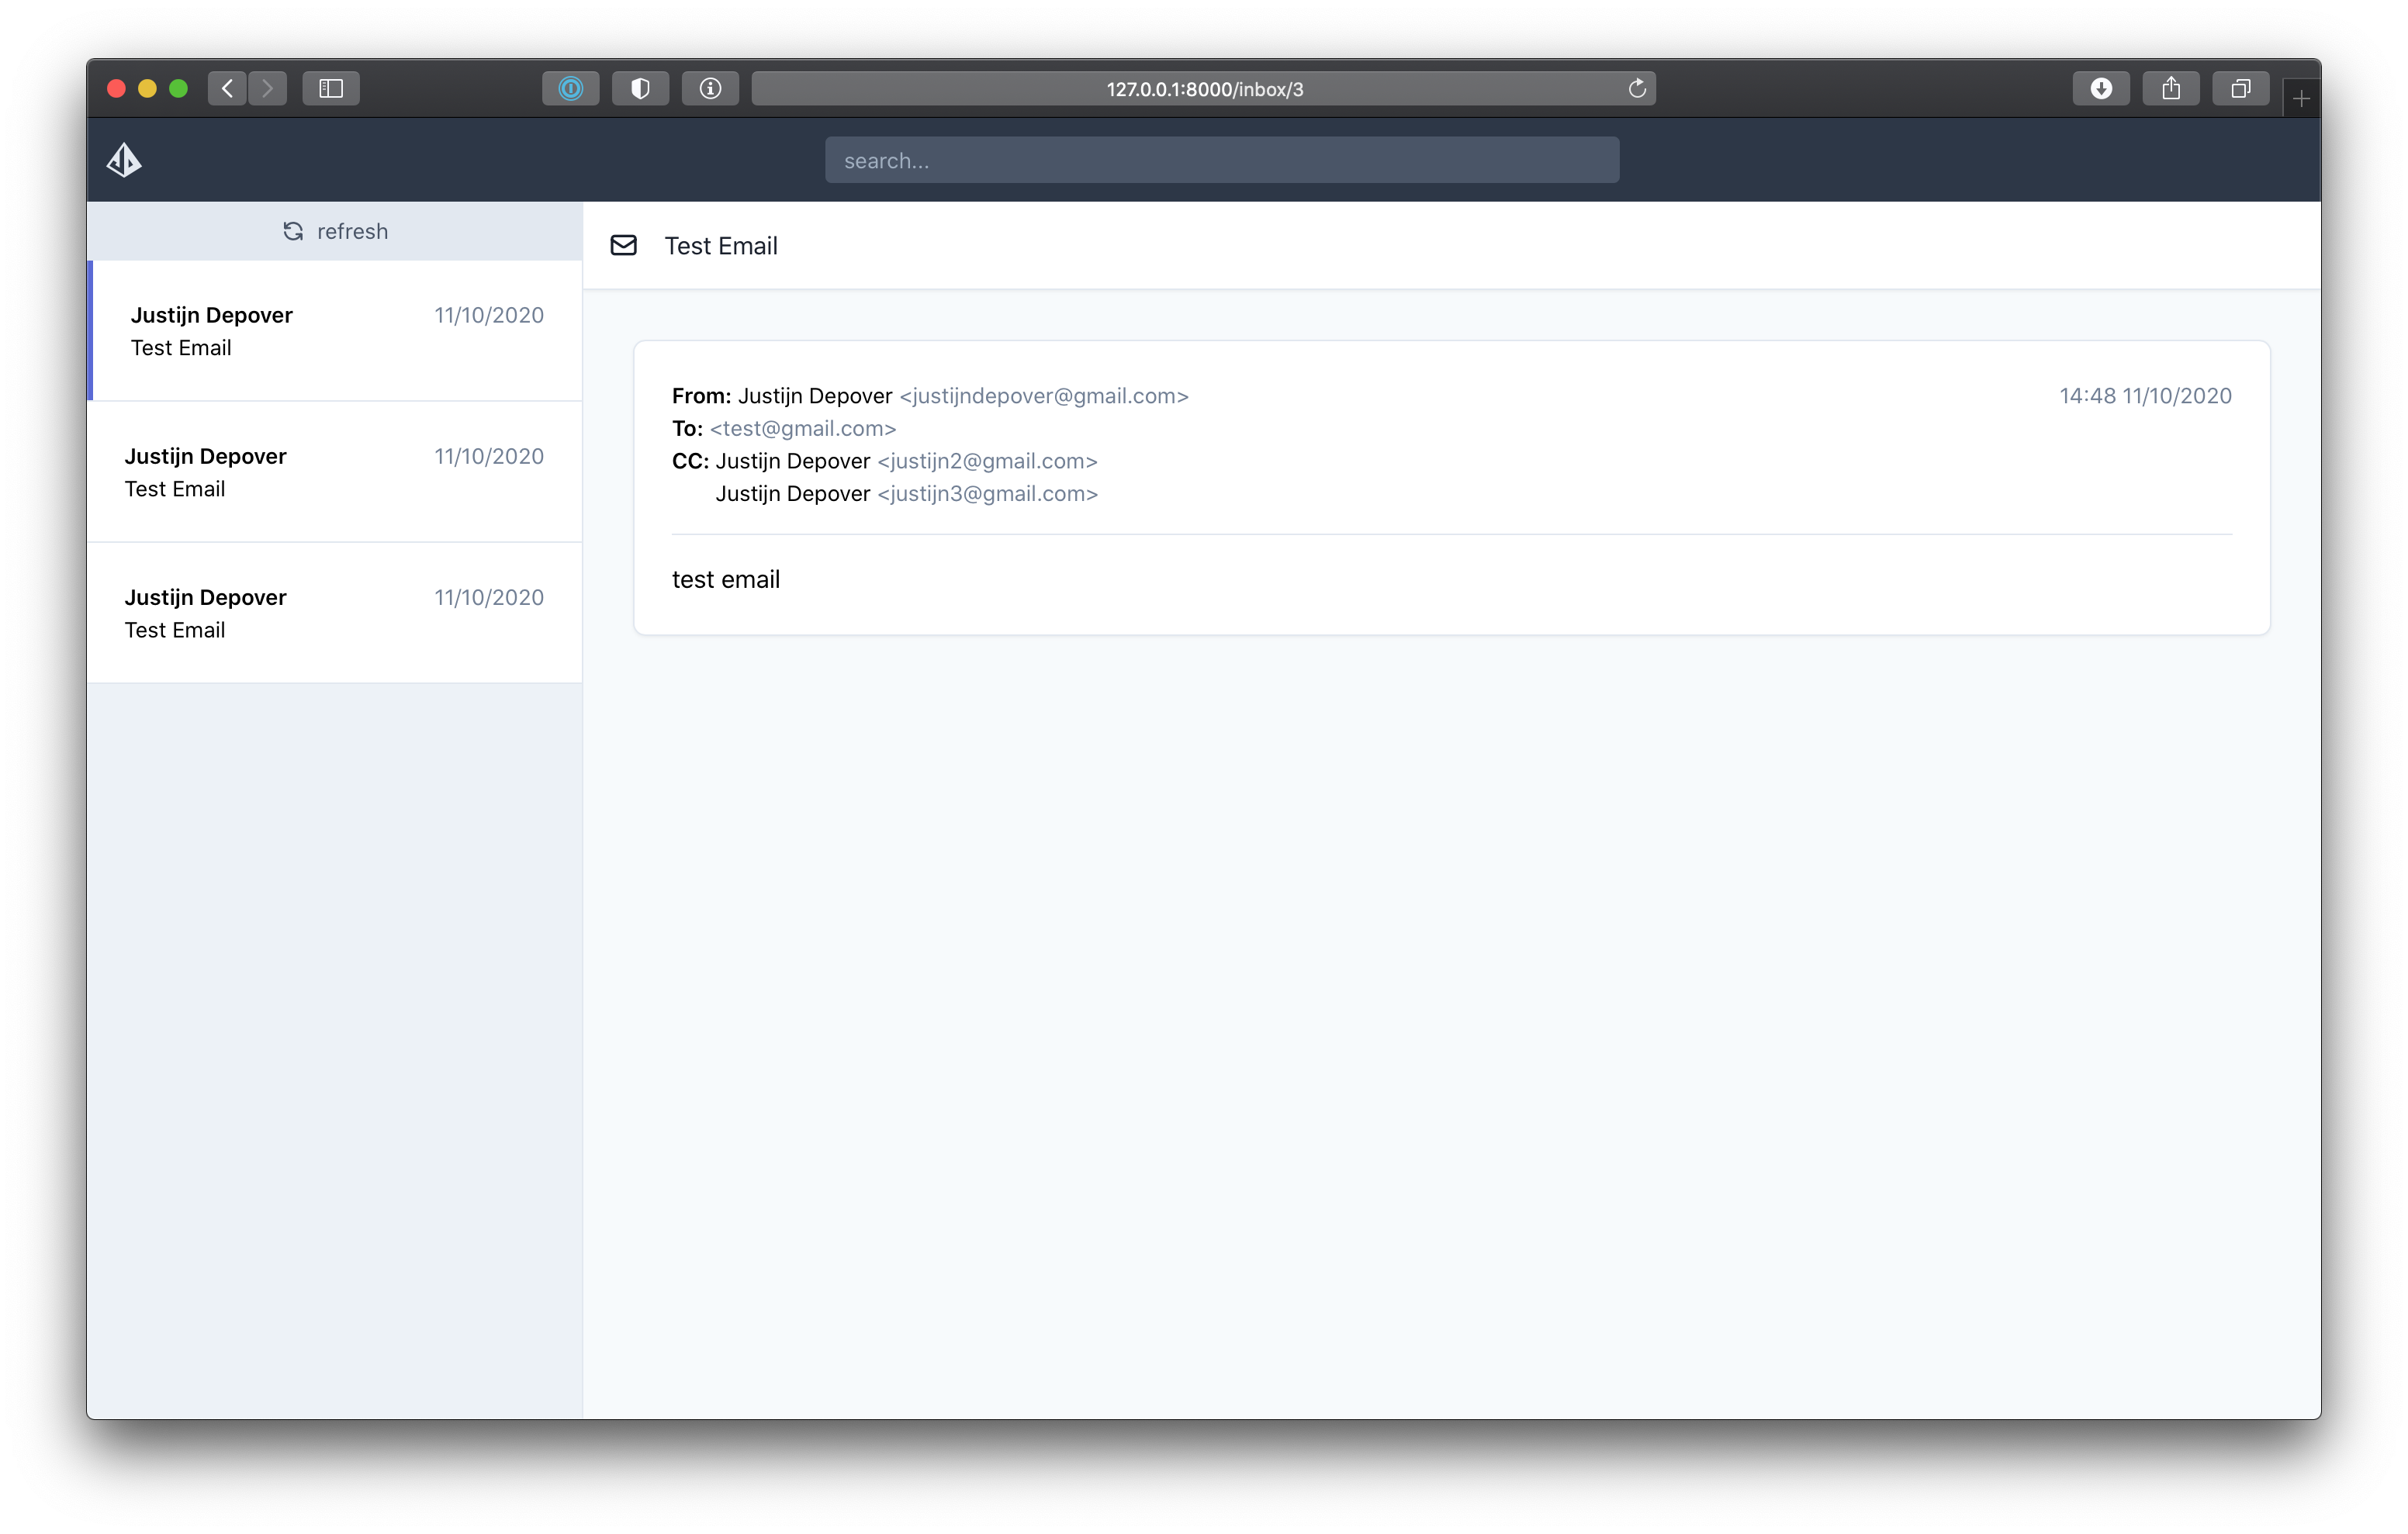 127.0.0.1:8000/inbox/3
search...
refresh
Justijn Depover 11/10/2020
Test Email
Justijn Depover 11/10/2020
Test Email
Justijn Depover 11/10/2020
Test Email
Test Email
From: Justijn Depover <justijndepover@gmail.com> 14:48 11/10/2020
To: <test@gmail.com>
CC: Justijn Depover <justijn2@gmail.com>
Justijn Depover <justijn3@gmail.com>
test email